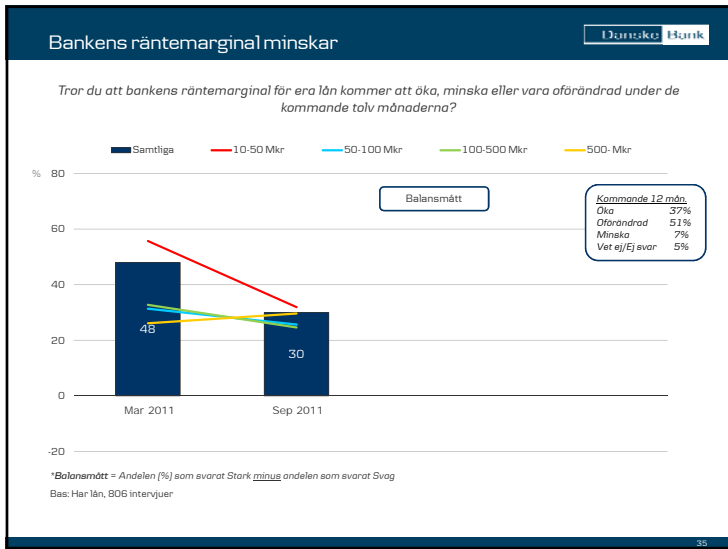 Bankens räntemarginal minskar
Danske Bank
Tror du att bankens räntemarginal för era lån kommer att öka, minska eller vara oförändrad under de
kommande tolv månaderna?
Samtliga 10-50 Mkr 50-100 Mkr 100-500 Mkr 500- Mkr
% 80
60
40
20
0
-20
Balansmått
Kommande 12 mån.
Öka 37%
Oförändrad 51%
Minska 7%
Vet ej/Ej svar 5%
48
30
Mar 2011 Sep 2011
*Balansmått = Andelen (%) som svarat Stark minus andelen som svarat Svag
Bas: Har lån, 806 intervjuer
35